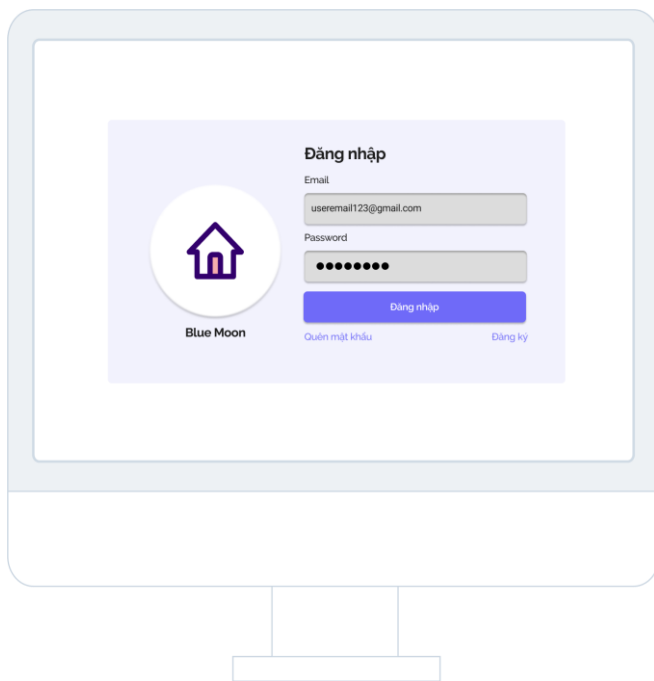 Đăng nhập
Email
useremail123@gmail.com
Password
●●●●●●●●
Đăng nhập
Quên mật khẩu
Đăng ký
Blue Moon